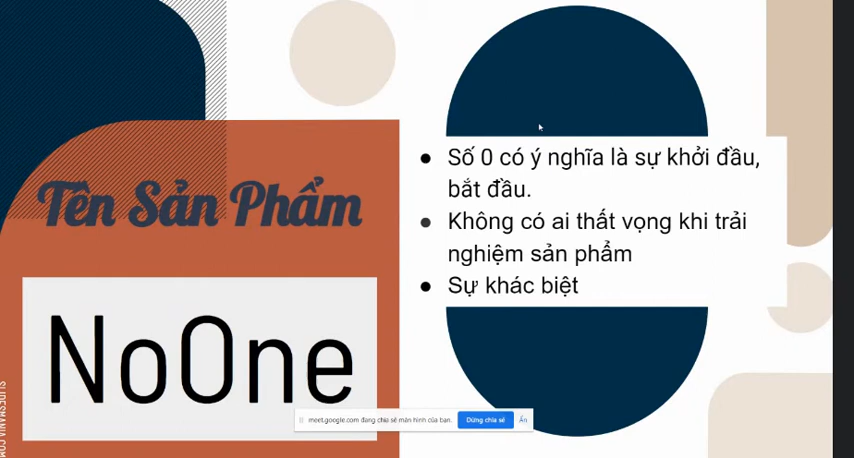 Tên Sản Phẩm
NoOne
● Số 0 có ý nghĩa là sự khởi đầu,
bắt đầu.
● Không có ai thất vọng khi trải
nghiệm sản phẩm
● Sự khác biệt
meet.google.com đang chia sẻ màn hình của bạn. Dừng chia sẻ Ẩn